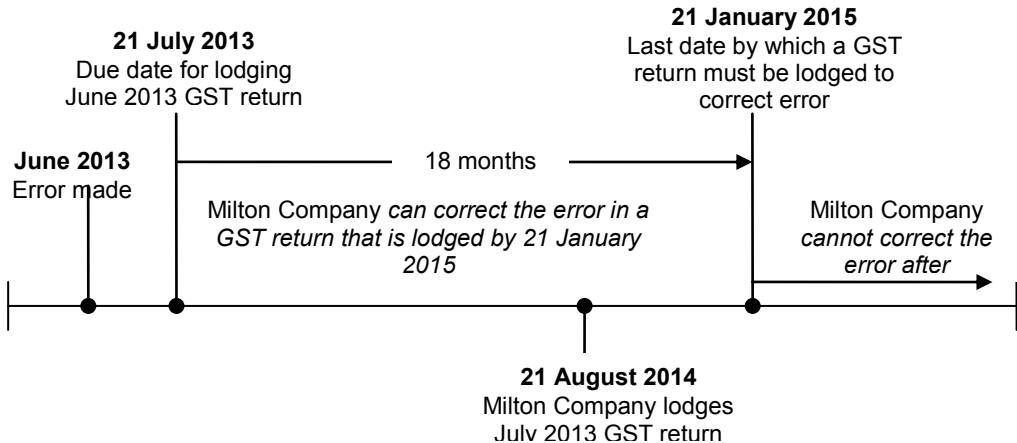 21 July 2013
Due date for lodging
June 2013 GST return
21 January 2015
Last date by which a GST
return must be lodged to
correct error
June 2013
Error made
18 months
Milton Company can correct the error in a
GST return that is lodged by 21 January
2015
Milton Company
cannot correct the
error after
21 August 2014
Milton Company lodges
July 2013 GST return